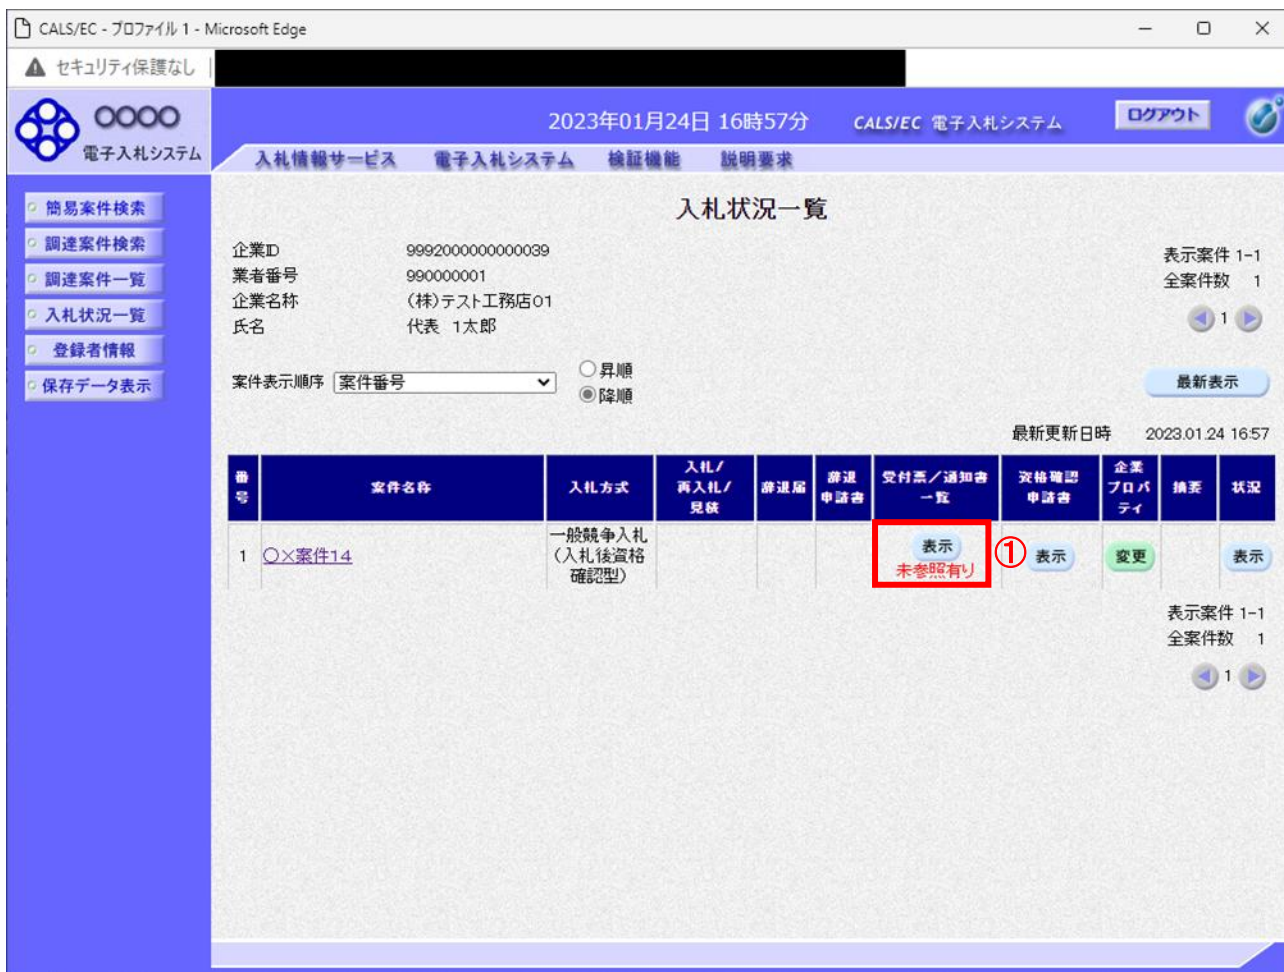 CALS/EC - プロファイル 1 - Microsoft Edge
セキュリティ保護なし
〇〇〇〇
電子入札システム
2023年01月24日 16時57分
CALS/EC 電子入札システム
ログアウト
入札情報サービス 電子入札システム 検証機能 説明要求
簡易案件検索
調達案件検索
調達案件一覧
入札状況一覧
登録者情報
保存データ表示
入札状況一覧
企業ID 9992000000000039
業者番号 990000001
企業名称 (株)テスト工務店01
氏名 代表 1太郎
表示案件 1-1
全案件数 1
1
案件表示順序 案件番号
昇順
降順
最新表示
最新更新日時 2023.01.24 16:57
番号 案件名称 入札方式 入札/再入札/見積 辞退届 辞退申請書 受付票/通知書一覧 資格確認申請書 企業プロパティ 摘要 状況
1 〇×案件14 一般競争入札(入札後資格確認型) 表示 未参照有り ① 表示 変更 表示
表示案件 1-1
全案件数 1
1